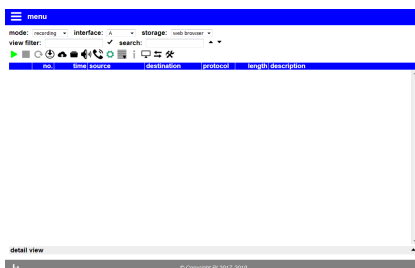 menu
mode: recording interface: A storage: web browser
view filter: search:
no. time source destination protocol length description
detail view
© Copyright PI 2017-2019